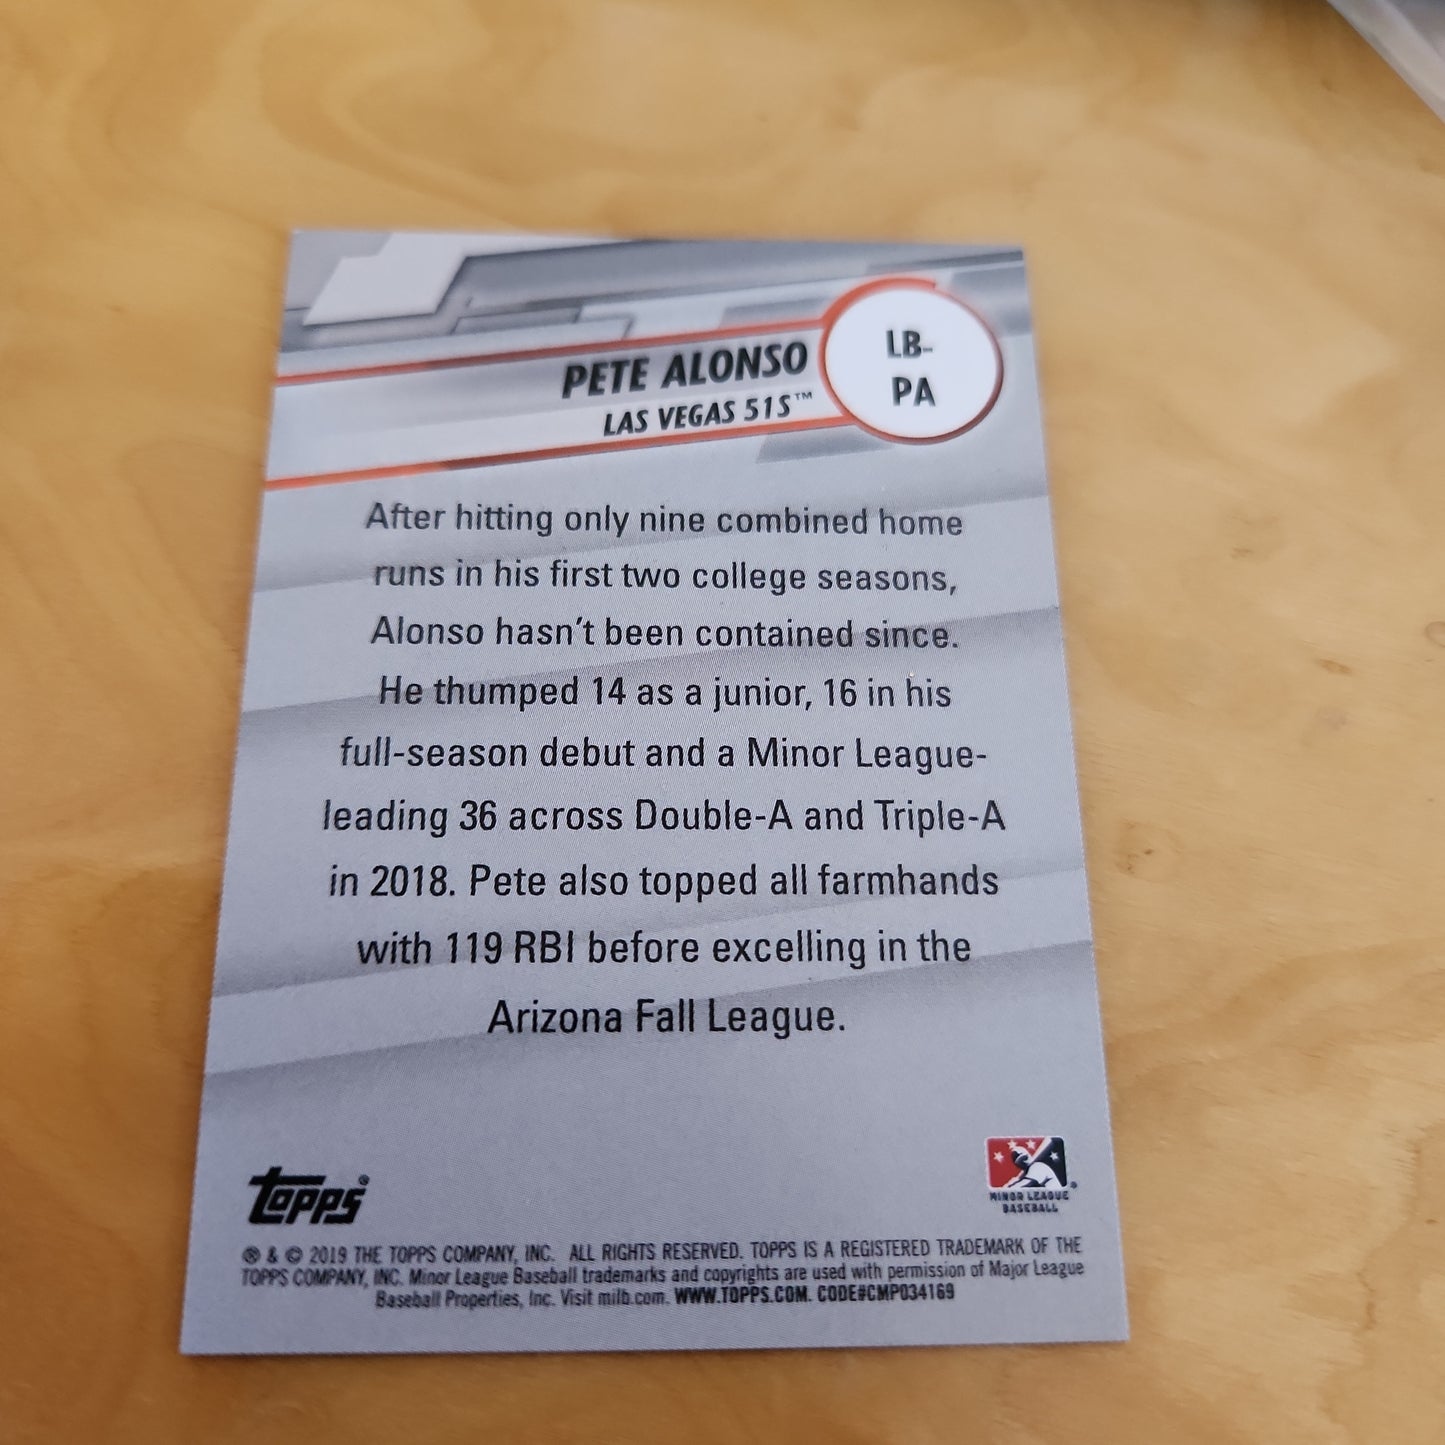 LB-
PA
PETE ALONSO
LAS VEGAS 51S™
After hitting only nine combined home
runs in his first two college seasons,
Alonso hasn't been contained since.
He thumped 14 as a junior, 16 in his
full-season debut and a Minor League-
leading 36 across Double-A and Triple-A
in 2018. Pete also topped all farmhands
with 119 RBI before excelling in the
Arizona Fall League.
topps®
MINOR LEAGUE
BASEBALL®
® & © 2019 THE TOPPS COMPANY, INC. ALL RIGHTS RESERVED. TOPPS IS A REGISTERED TRADEMARK OF THE
TOPPS COMPANY, INC. Minor League Baseball trademarks and copyrights are used with permission of Major League
Baseball Properties, Inc. Visit milb.com. WWW.TOPPS.COM. CODE#CMP034169